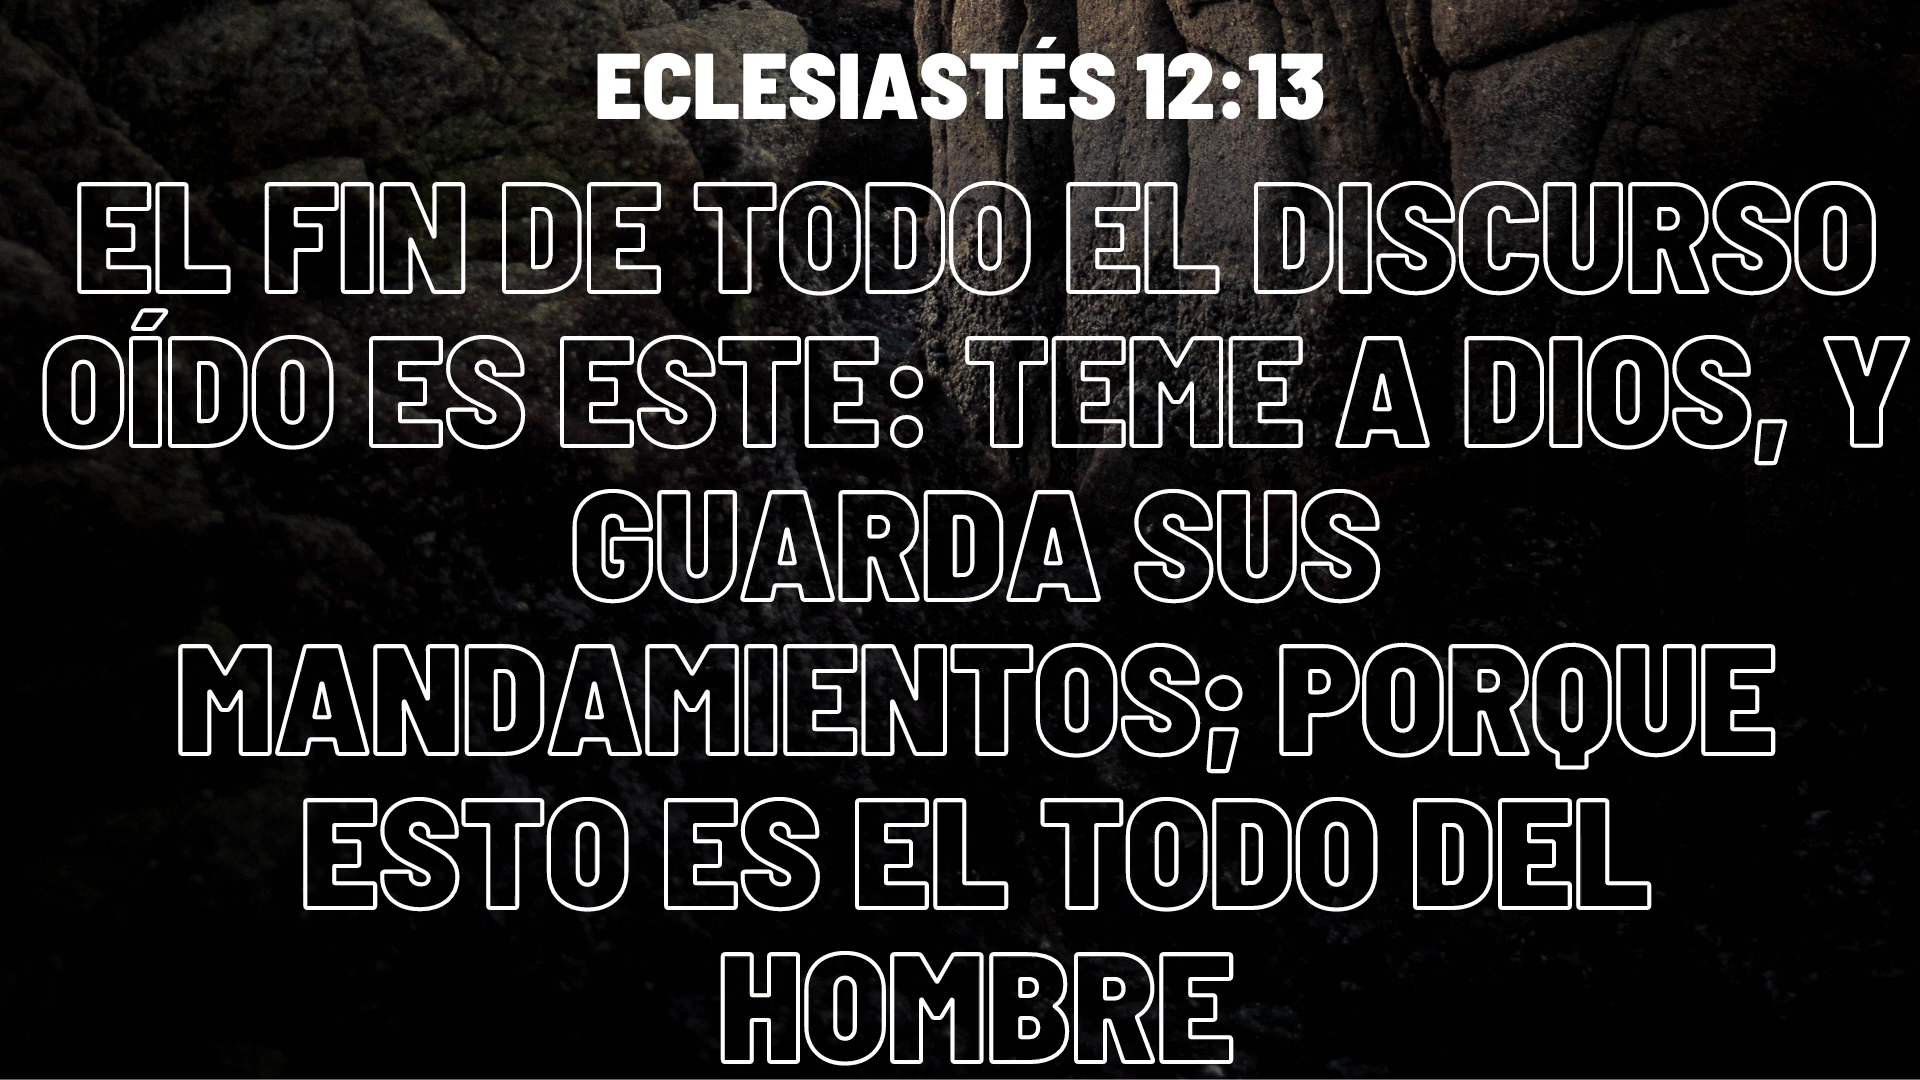 ECLESIASTÉS 12:13
EL FIN DE TODO EL DISCURSO
OÍDO ES ESTE: TEME A DIOS, Y
GUARDA SUS
MANDAMIENTOS; PORQUE
ESTO ES EL TODO DEL
HOMBRE